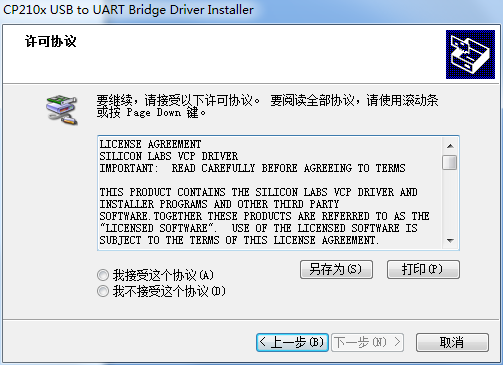 CP210x USB to UART Bridge Driver Installer
许可协议
要继续，请接受以下许可协议。 要阅读全部协议，请使用滚动条
或按 Page Down 键。
LICENSE AGREEMENT
SILICON LABS VCP DRIVER
IMPORTANT:  READ CAREFULLY BEFORE AGREEING TO TERMS
THIS PRODUCT CONTAINS THE SILICON LABS VCP DRIVER AND
INSTALLER PROGRAMS AND OTHER THIRD PARTY
SOFTWARE.TOGETHER THESE PRODUCTS ARE REFERRED TO AS THE
"LICENSED SOFTWARE".  USE OF THE LICENSED SOFTWARE IS
SUBJECT TO THE TERMS OF THIS LICENSE AGREEMENT.
我接受这个协议(A) 另存为(S) 打印(P)
我不接受这个协议(D)
< 上一步(B) 下一步(N) > 取消